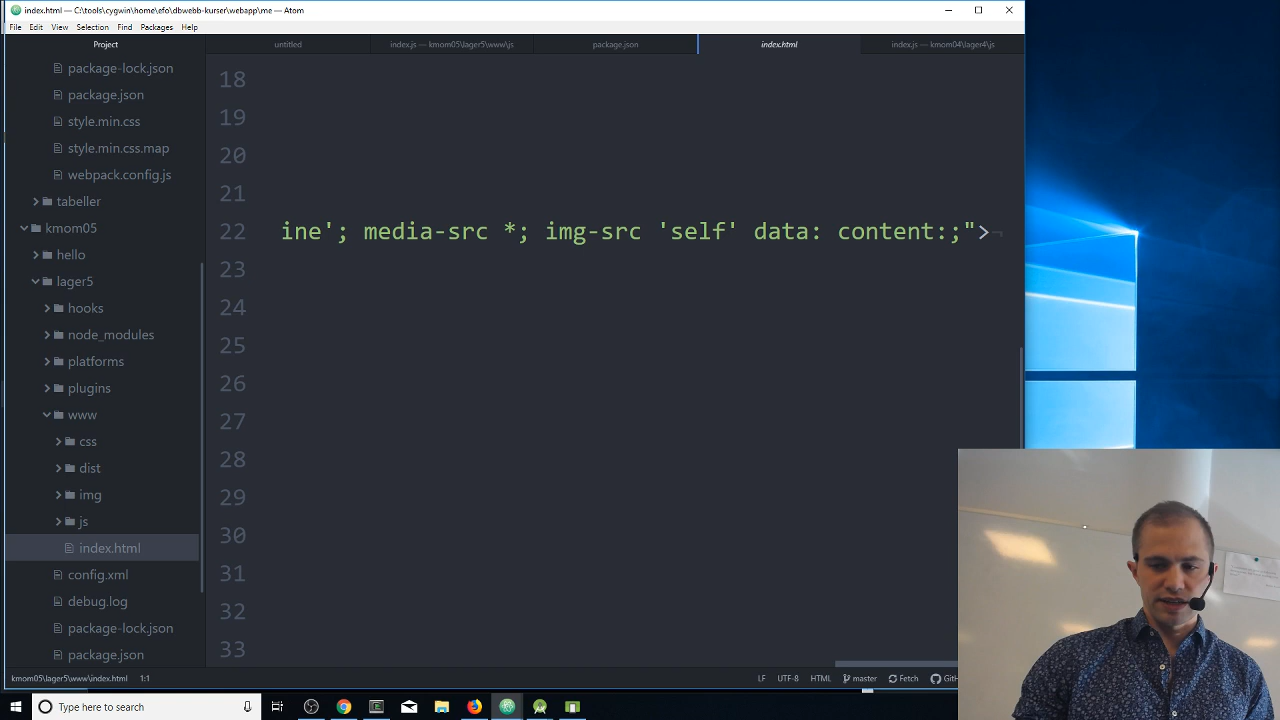 index.html — C:\tools\cygwin\home\efo\dbwebb-kurser\webapp\me — Atom
File Edit View Selection Find Packages Help
Project
untitled
index.js — kmom05\lager5\www\js
package.json
index.html
index.js — kmom04\lager4\js
package-lock.json
package.json
style.min.css
style.min.css.map
webpack.config.js
tabeller
kmom05
hello
lager5
hooks
node_modules
platforms
plugins
www
css
dist
img
js
index.html
config.xml
debug.log
package-lock.json
package.json
18
19
20
21
22 ine'; media-src *; img-src 'self' data: content:;">¬
23
24
25
26
27
28
29
30
31
32
33
kmom05\lager5\www\index.html 1:1
LF UTF-8 HTML master Fetch GitH
Type here to search